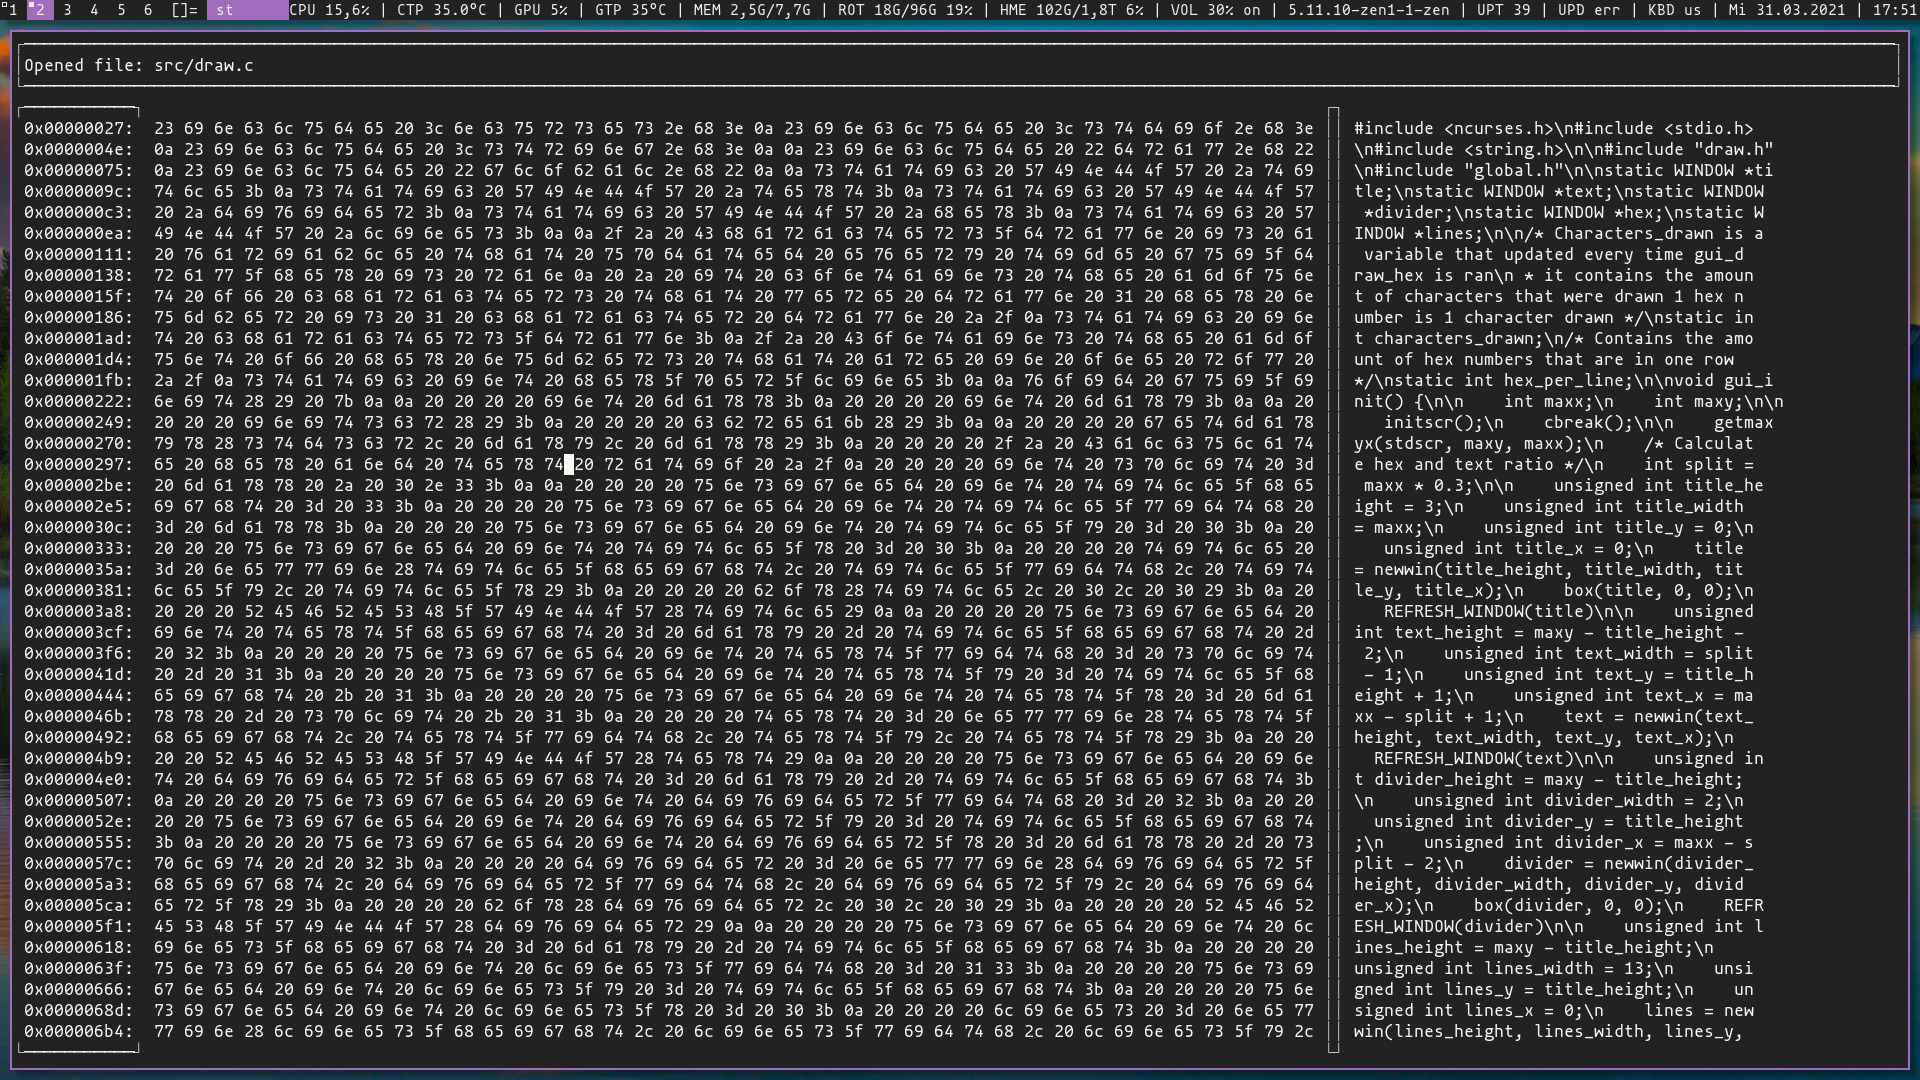 1 2 3 4 5 6 []= st CPU 15,6% | CTP 35.0°C | GPU 5% | GTP 35°C | MEM 2,5G/7,7G | ROT 18G/96G 19% | HME 102G/1,8T 6% | VOL 30% on | 5.11.10-zen1-1-zen | UPT 39 | UPD err | KBD us | Mi 31.03.2021 | 17:51
Opened file: src/draw.c
0x00000027: 23 69 6e 63 6c 75 64 65 20 3c 6e 63 75 72 73 65 73 2e 68 3e 0a 23 69 6e 63 6c 75 64 65 20 3c 73 74 64 69 6f 2e 68 3e #include <ncurses.h>\n#include <stdio.h>
0x0000004e: 0a 23 69 6e 63 6c 75 64 65 20 3c 73 74 72 69 6e 67 2e 68 3e 0a 0a 23 69 6e 63 6c 75 64 65 20 22 64 72 61 77 2e 68 22 \n#include <string.h>\n\n#include "draw.h"
0x00000075: 0a 23 69 6e 63 6c 75 64 65 20 22 67 6c 6f 62 61 6c 2e 68 22 0a 0a 73 74 61 74 69 63 20 57 49 4e 44 4f 57 20 2a 74 69 \n#include "global.h"\n\nstatic WINDOW *ti
0x0000009c: 74 6c 65 3b 0a 73 74 61 74 69 63 20 57 49 4e 44 4f 57 20 2a 74 65 78 74 3b 0a 73 74 61 74 69 63 20 57 49 4e 44 4f 57 tle;\nstatic WINDOW *text;\nstatic WINDOW
0x000000c3: 20 2a 64 69 76 69 64 65 72 3b 0a 73 74 61 74 69 63 20 57 49 4e 44 4f 57 20 2a 68 65 78 3b 0a 73 74 61 74 69 63 20 57 *divider;\nstatic WINDOW *hex;\nstatic W
0x000000ea: 49 4e 44 4f 57 20 2a 6c 69 6e 65 73 3b 0a 0a 2f 2a 20 43 68 61 72 61 63 74 65 72 73 5f 64 72 61 77 6e 20 69 73 20 61 INDOW *lines;\n\n/* Characters_drawn is a
0x00000111: 20 76 61 72 69 61 62 6c 65 20 74 68 61 74 20 75 70 64 61 74 65 64 20 65 76 65 72 79 20 74 69 6d 65 20 67 75 69 5f 64 variable that updated every time gui_d
0x00000138: 72 61 77 5f 68 65 78 20 69 73 20 72 61 6e 0a 20 2a 20 69 74 20 63 6f 6e 74 61 69 6e 73 20 74 68 65 20 61 6d 6f 75 6e raw_hex is ran\n * it contains the amoun
0x0000015f: 74 20 6f 66 20 63 68 61 72 61 63 74 65 72 73 20 74 68 61 74 20 77 65 72 65 20 64 72 61 77 6e 20 31 20 68 65 78 20 6e t of characters that were drawn 1 hex n
0x00000186: 75 6d 62 65 72 20 69 73 20 31 20 63 68 61 72 61 63 74 65 72 20 64 72 61 77 6e 20 2a 2f 0a 73 74 61 74 69 63 20 69 6e umber is 1 character drawn */\nstatic in
0x000001ad: 74 20 63 68 61 72 61 63 74 65 72 73 5f 64 72 61 77 6e 3b 0a 2f 2a 20 43 6f 6e 74 61 69 6e 73 20 74 68 65 20 61 6d 6f t characters_drawn;\n/* Contains the amo
0x000001d4: 75 6e 74 20 6f 66 20 68 65 78 20 6e 75 6d 62 65 72 73 20 74 68 61 74 20 61 72 65 20 69 6e 20 6f 6e 65 20 72 6f 77 20 unt of hex numbers that are in one row
0x000001fb: 2a 2f 0a 73 74 61 74 69 63 20 69 6e 74 20 68 65 78 5f 70 65 72 5f 6c 69 6e 65 3b 0a 0a 76 6f 69 64 20 67 75 69 5f 69 */\nstatic int hex_per_line;\n\nvoid gui_i
0x00000222: 6e 69 74 28 29 20 7b 0a 0a 20 20 20 20 69 6e 74 20 6d 61 78 78 3b 0a 20 20 20 20 69 6e 74 20 6d 61 78 79 3b 0a 0a 20 nit() {\n\n    int maxx;\n    int maxy;\n\n
0x00000249: 20 20 20 69 6e 69 74 73 63 72 28 29 3b 0a 20 20 20 20 63 62 72 65 61 6b 28 29 3b 0a 0a 20 20 20 20 67 65 74 6d 61 78 initscr();\n    cbreak();\n\n    getmax
0x00000270: 79 78 28 73 74 64 73 63 72 2c 20 6d 61 78 79 2c 20 6d 61 78 78 29 3b 0a 20 20 20 20 2f 2a 20 43 61 6c 63 75 6c 61 74 yx(stdscr, maxy, maxx);\n    /* Calculat
0x00000297: 65 20 68 65 78 20 61 6e 64 20 74 65 78 74 20 72 61 74 69 6f 20 2a 2f 0a 20 20 20 20 69 6e 74 20 73 70 6c 69 74 20 3d e hex and text ratio */\n    int split =
0x000002be: 20 6d 61 78 78 20 2a 20 30 2e 33 3b 0a 0a 20 20 20 20 75 6e 73 69 67 6e 65 64 20 69 6e 74 20 74 69 74 6c 65 5f 68 65 maxx * 0.3;\n\n    unsigned int title_he
0x000002e5: 69 67 68 74 20 3d 20 33 3b 0a 20 20 20 20 75 6e 73 69 67 6e 65 64 20 69 6e 74 20 74 69 74 6c 65 5f 77 69 64 74 68 20 ight = 3;\n    unsigned int title_width
0x0000030c: 3d 20 6d 61 78 78 3b 0a 20 20 20 20 75 6e 73 69 67 6e 65 64 20 69 6e 74 20 74 69 74 6c 65 5f 79 20 3d 20 30 3b 0a 20 = maxx;\n    unsigned int title_y = 0;\n
0x00000333: 20 20 20 75 6e 73 69 67 6e 65 64 20 69 6e 74 20 74 69 74 6c 65 5f 78 20 3d 20 30 3b 0a 20 20 20 20 74 69 74 6c 65 20 unsigned int title_x = 0;\n    title
0x0000035a: 3d 20 6e 65 77 77 69 6e 28 74 69 74 6c 65 5f 68 65 69 67 68 74 2c 20 74 69 74 6c 65 5f 77 69 64 74 68 2c 20 74 69 74 = newwin(title_height, title_width, tit
0x00000381: 6c 65 5f 79 2c 20 74 69 74 6c 65 5f 78 29 3b 0a 20 20 20 20 62 6f 78 28 74 69 74 6c 65 2c 20 30 2c 20 30 29 3b 0a 20 le_y, title_x);\n    box(title, 0, 0);\n
0x000003a8: 20 20 20 52 45 46 52 45 53 48 5f 57 49 4e 44 4f 57 28 74 69 74 6c 65 29 0a 0a 20 20 20 20 75 6e 73 69 67 6e 65 64 20 REFRESH_WINDOW(title)\n\n    unsigned
0x000003cf: 69 6e 74 20 74 65 78 74 5f 68 65 69 67 68 74 20 3d 20 6d 61 78 79 20 2d 20 74 69 74 6c 65 5f 68 65 69 67 68 74 20 2d int text_height = maxy - title_height -
0x000003f6: 20 32 3b 0a 20 20 20 20 75 6e 73 69 67 6e 65 64 20 69 6e 74 20 74 65 78 74 5f 77 69 64 74 68 20 3d 20 73 70 6c 69 74 2;\n    unsigned int text_width = split
0x0000041d: 20 2d 20 31 3b 0a 20 20 20 20 75 6e 73 69 67 6e 65 64 20 69 6e 74 20 74 65 78 74 5f 79 20 3d 20 74 69 74 6c 65 5f 68 - 1;\n    unsigned int text_y = title_h
0x00000444: 65 69 67 68 74 20 2b 20 31 3b 0a 20 20 20 20 75 6e 73 69 67 6e 65 64 20 69 6e 74 20 74 65 78 74 5f 78 20 3d 20 6d 61 eight + 1;\n    unsigned int text_x = ma
0x0000046b: 78 78 20 2d 20 73 70 6c 69 74 20 2b 20 31 3b 0a 20 20 20 20 74 65 78 74 20 3d 20 6e 65 77 77 69 6e 28 74 65 78 74 5f xx - split + 1;\n    text = newwin(text_
0x00000492: 68 65 69 67 68 74 2c 20 74 65 78 74 5f 77 69 64 74 68 2c 20 74 65 78 74 5f 79 2c 20 74 65 78 74 5f 78 29 3b 0a 20 20 height, text_width, text_y, text_x);\n
0x000004b9: 20 20 52 45 46 52 45 53 48 5f 57 49 4e 44 4f 57 28 74 65 78 74 29 0a 0a 20 20 20 20 75 6e 73 69 67 6e 65 64 20 69 6e REFRESH_WINDOW(text)\n\n    unsigned in
0x000004e0: 74 20 64 69 76 69 64 65 72 5f 68 65 69 67 68 74 20 3d 20 6d 61 78 79 20 2d 20 74 69 74 6c 65 5f 68 65 69 67 68 74 3b t divider_height = maxy - title_height;
0x00000507: 0a 20 20 20 20 75 6e 73 69 67 6e 65 64 20 69 6e 74 20 64 69 76 69 64 65 72 5f 77 69 64 74 68 20 3d 20 32 3b 0a 20 20 \n    unsigned int divider_width = 2;\n
0x0000052e: 20 20 75 6e 73 69 67 6e 65 64 20 69 6e 74 20 64 69 76 69 64 65 72 5f 79 20 3d 20 74 69 74 6c 65 5f 68 65 69 67 68 74 unsigned int divider_y = title_height
0x00000555: 3b 0a 20 20 20 20 75 6e 73 69 67 6e 65 64 20 69 6e 74 20 64 69 76 69 64 65 72 5f 78 20 3d 20 6d 61 78 78 20 2d 20 73 ;\n    unsigned int divider_x = maxx - s
0x0000057c: 70 6c 69 74 20 2d 20 32 3b 0a 20 20 20 20 64 69 76 69 64 65 72 20 3d 20 6e 65 77 77 69 6e 28 64 69 76 69 64 65 72 5f plit - 2;\n    divider = newwin(divider_
0x000005a3: 68 65 69 67 68 74 2c 20 64 69 76 69 64 65 72 5f 77 69 64 74 68 2c 20 64 69 76 69 64 65 72 5f 79 2c 20 64 69 76 69 64 height, divider_width, divider_y, divid
0x000005ca: 65 72 5f 78 29 3b 0a 20 20 20 20 62 6f 78 28 64 69 76 69 64 65 72 2c 20 30 2c 20 30 29 3b 0a 20 20 20 20 52 45 46 52 er_x);\n    box(divider, 0, 0);\n    REFR
0x000005f1: 45 53 48 5f 57 49 4e 44 4f 57 28 64 69 76 69 64 65 72 29 0a 0a 20 20 20 20 75 6e 73 69 67 6e 65 64 20 69 6e 74 20 6c ESH_WINDOW(divider)\n\n    unsigned int l
0x00000618: 69 6e 65 73 5f 68 65 69 67 68 74 20 3d 20 6d 61 78 79 20 2d 20 74 69 74 6c 65 5f 68 65 69 67 68 74 3b 0a 20 20 20 20 ines_height = maxy - title_height;\n
0x0000063f: 75 6e 73 69 67 6e 65 64 20 69 6e 74 20 6c 69 6e 65 73 5f 77 69 64 74 68 20 3d 20 31 33 3b 0a 20 20 20 20 75 6e 73 69 unsigned int lines_width = 13;\n    unsi
0x00000666: 67 6e 65 64 20 69 6e 74 20 6c 69 6e 65 73 5f 79 20 3d 20 74 69 74 6c 65 5f 68 65 69 67 68 74 3b 0a 20 20 20 20 75 6e gned int lines_y = title_height;\n    un
0x0000068d: 73 69 67 6e 65 64 20 69 6e 74 20 6c 69 6e 65 73 5f 78 20 3d 20 30 3b 0a 20 20 20 20 6c 69 6e 65 73 20 3d 20 6e 65 77 signed int lines_x = 0;\n    lines = new
0x000006b4: 77 69 6e 28 6c 69 6e 65 73 5f 68 65 69 67 68 74 2c 20 6c 69 6e 65 73 5f 77 69 64 74 68 2c 20 6c 69 6e 65 73 5f 79 2c win(lines_height, lines_width, lines_y,